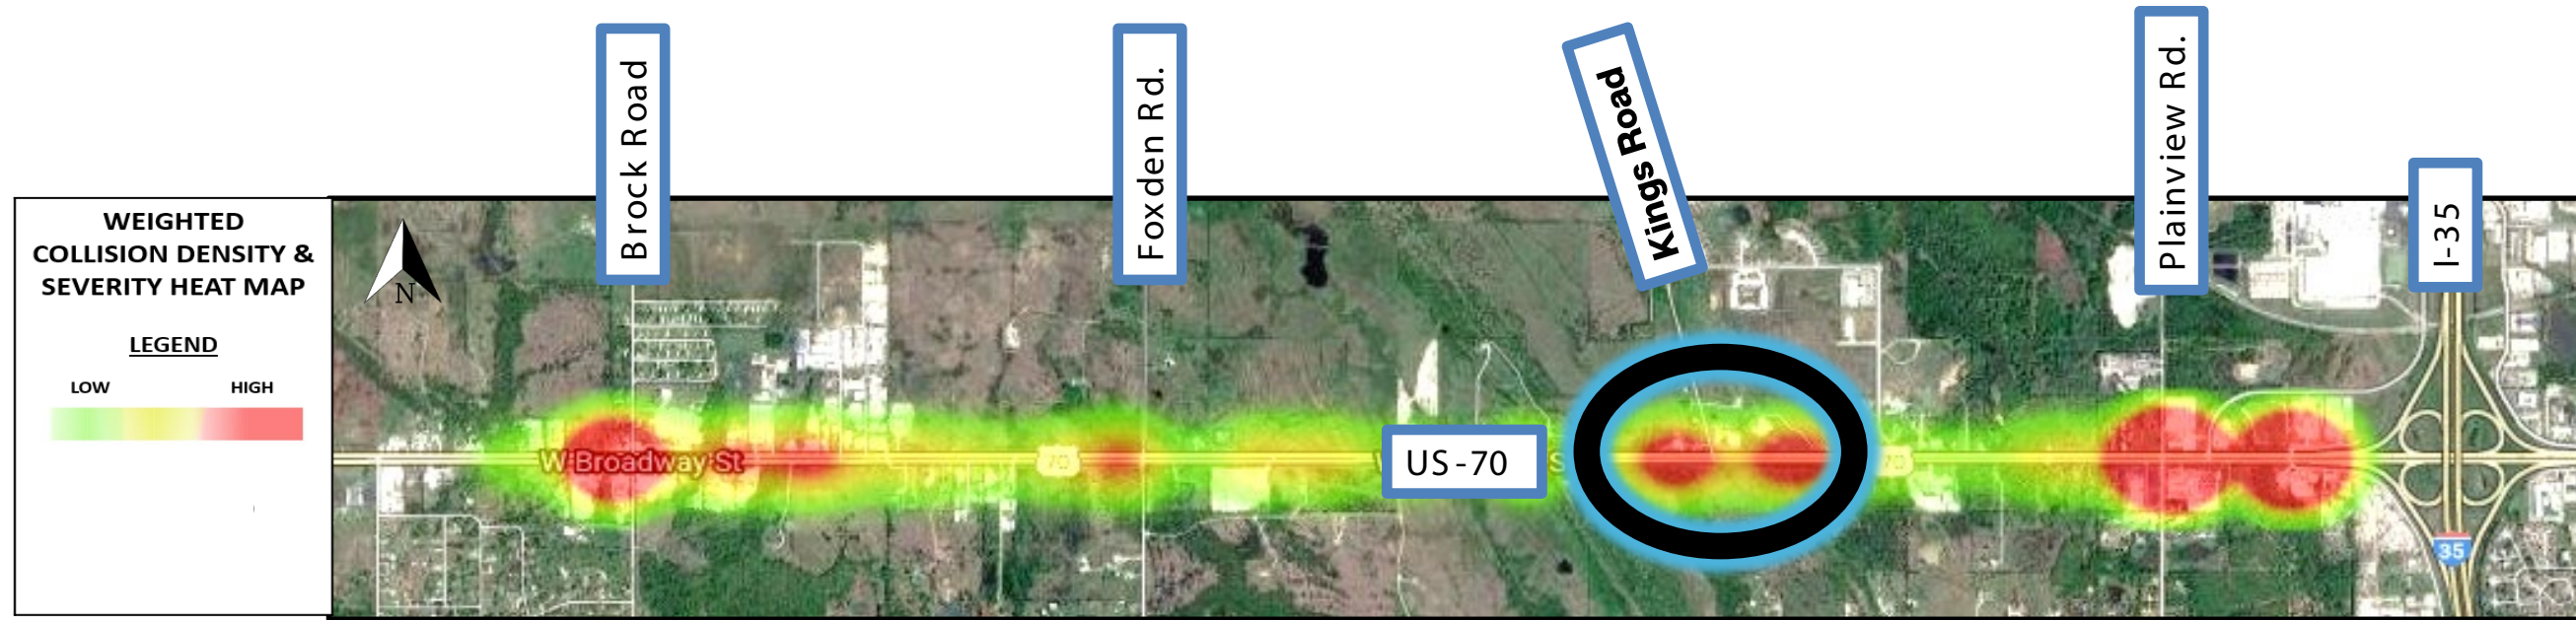 Brock Road
Foxden Rd.
Kings Road
Plainview Rd.
I-35
WEIGHTED
COLLISION DENSITY &
SEVERITY HEAT MAP
LEGEND
LOW
HIGH
N
W Broadway St
70
US-70
S
70
35